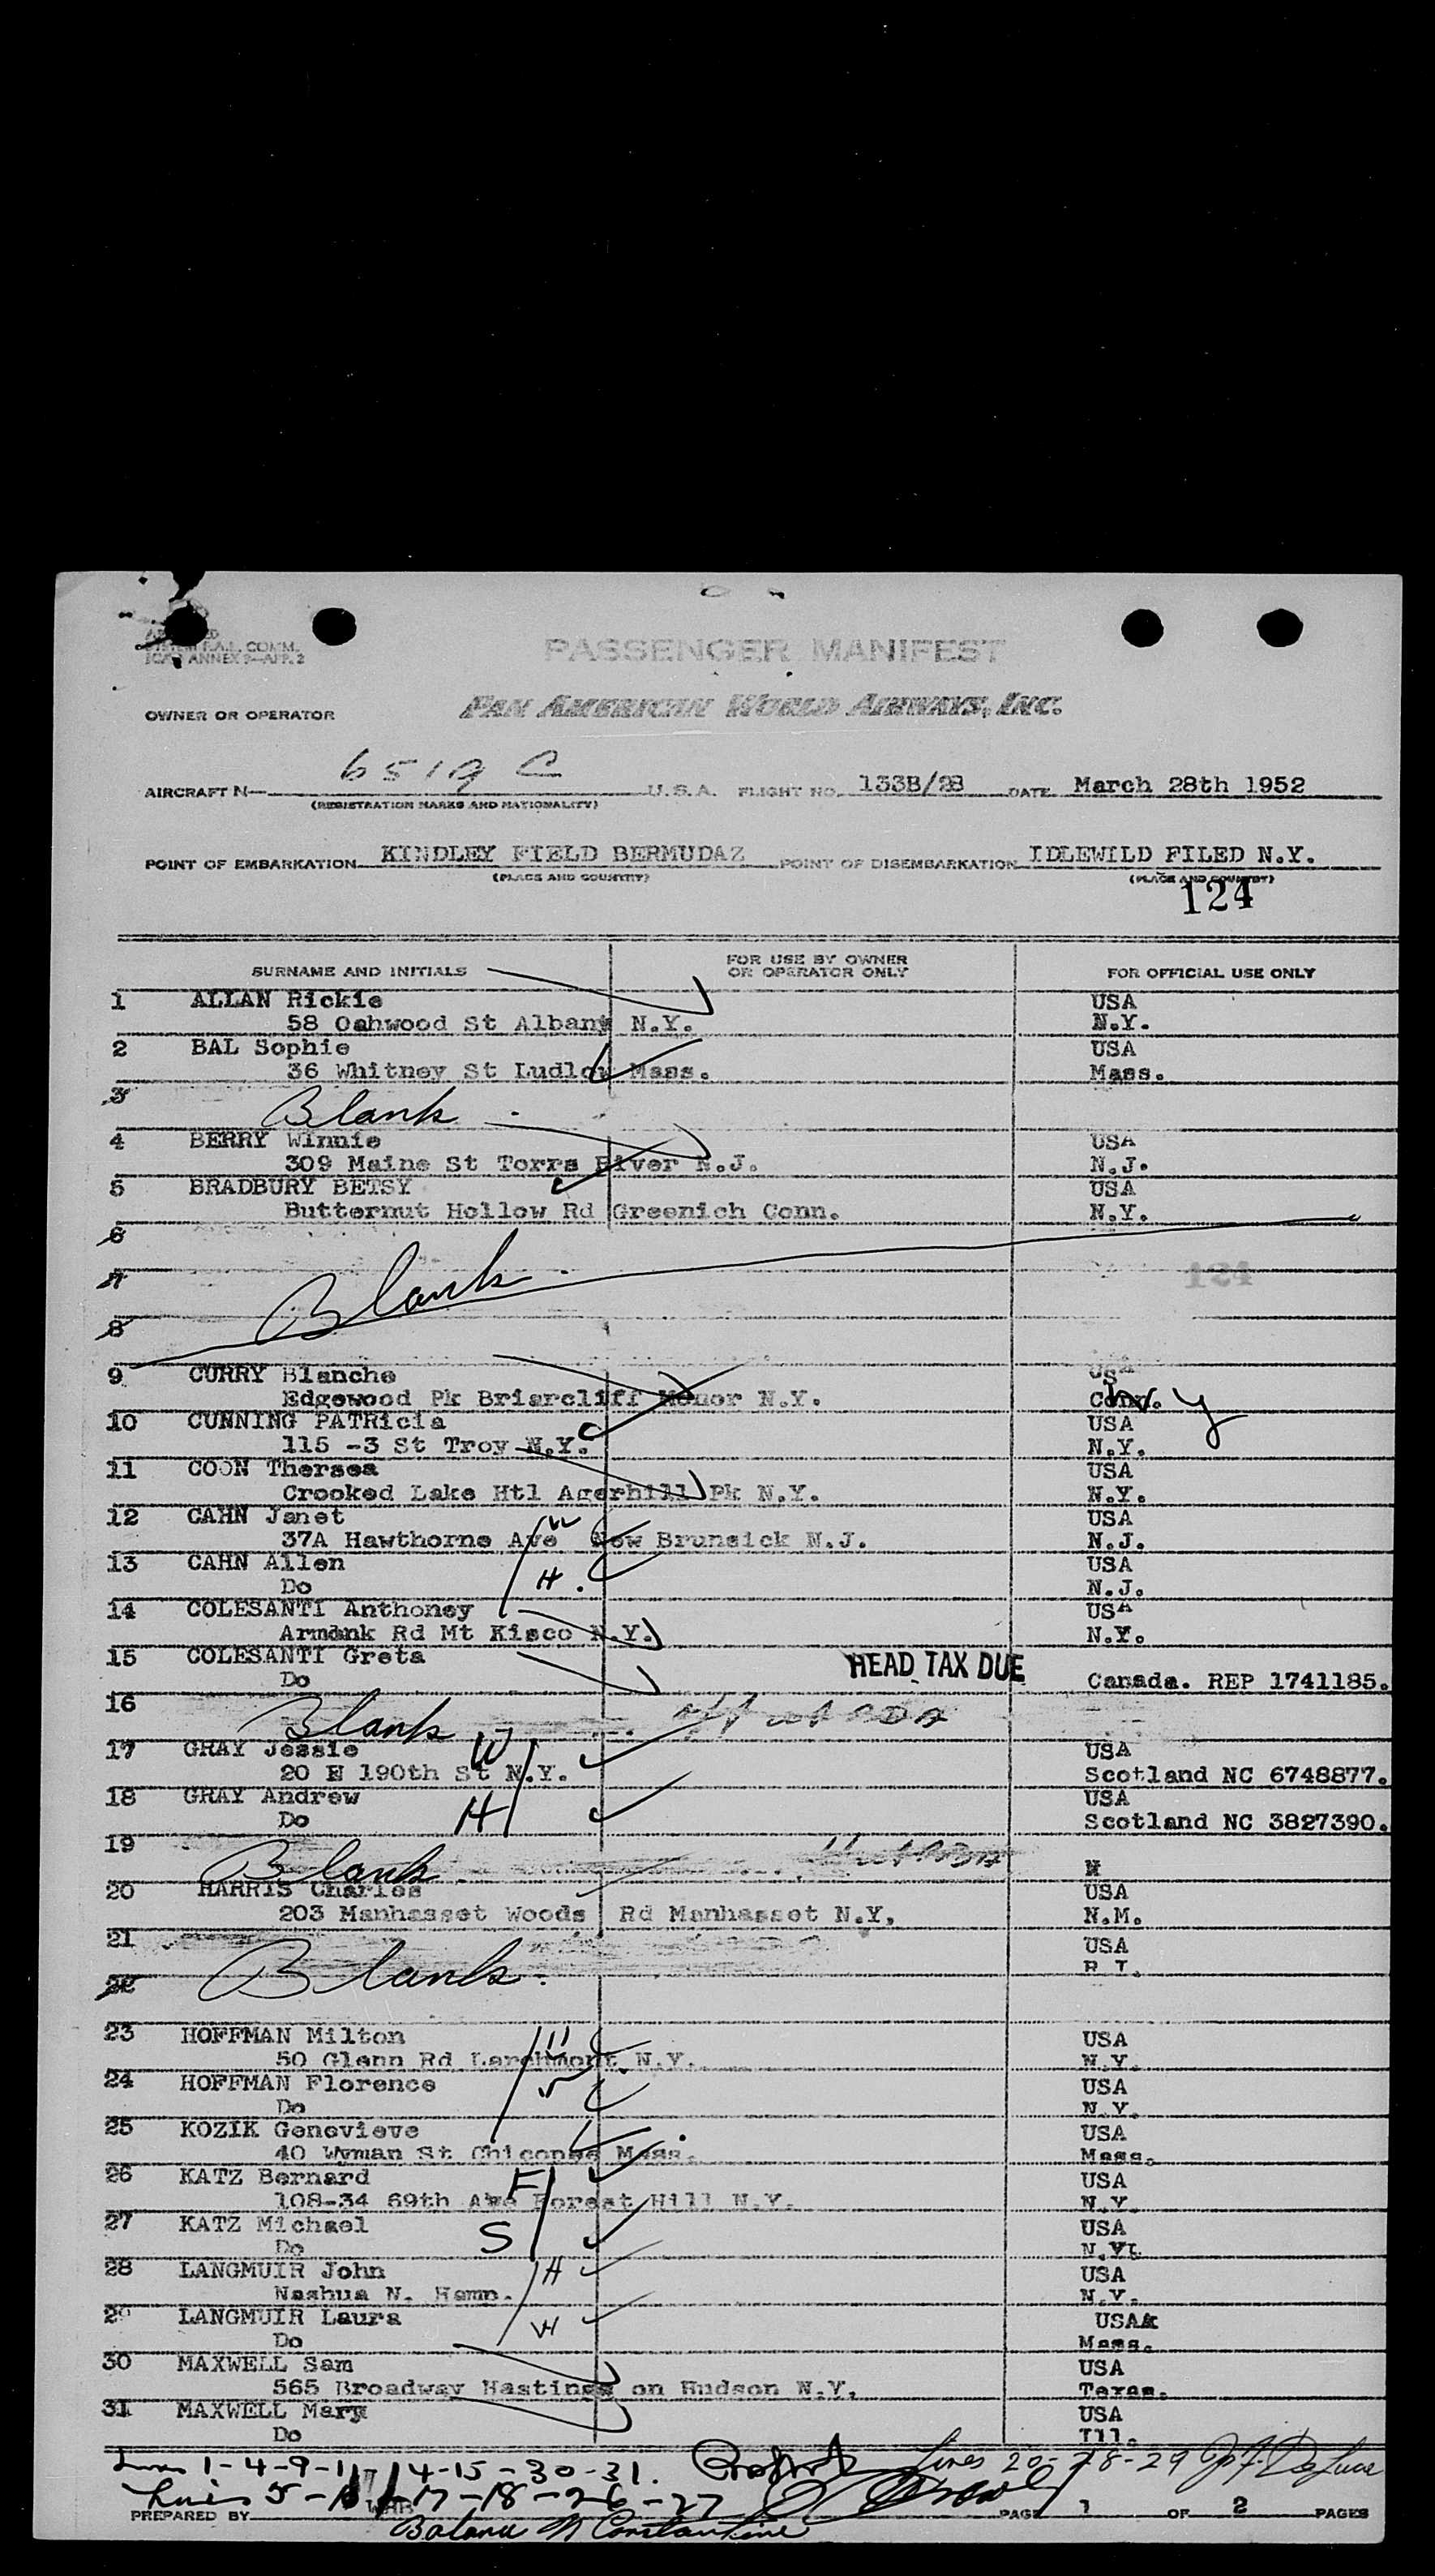 PASSENGER MANIFEST
OWNER OR OPERATOR PAN AMERICAN WORLD AIRWAYS, INC.
AIRCRAFT N— 6519 C U.S.A. FLIGHT NO. 133B/28 DATE March 28th 1952
(REGISTRATION MARKS AND NATIONALITY)
POINT OF EMBARKATION KINDLEY FIELD BERMUDAZ POINT OF DISEMBARKATION IDLEWILD FILED N.Y.
(PLACE AND COUNTRY) (PLACE AND COUNTRY)
124
SURNAME AND INITIALS FOR USE BY OWNER OR OPERATOR ONLY FOR OFFICIAL USE ONLY
1 ALLAN Rickie USA
58 Oahwood St Albany N.Y. N.Y.
2 BAL Sophie USA
36 Whitney St Ludlow Mass. Mass.
3 Blank
4 BERRY Winnie USA
309 Maine St Torrs River N.J. N.J.
5 BRADBURY BETSY USA
Butternut Hollow Rd Greenich Conn. N.Y.
6
7 Blank 124
8
9 CURRY Blanche USA
Edgewood Pk Briarcliff Menor N.Y. Conn. N.Y
10 CUNNING PATRicia USA
115 -3 St Troy N.Y. N.Y.
11 COON Thersea USA
Crooked Lake Htl Agerhill Pk N.Y. N.Y.
12 CAHN Janet W USA
37A Hawthorne Ave New Brunsick N.J. N.J.
13 CAHN Allen USA
Do H. N.J.
14 COLESANTI Anthoney USA
Armonk Rd Mt Kisco N.Y. N.Y.
15 COLESANTI Greta HEAD TAX DUE
Do Canada. REP 1741185.
16 Blank
17 GRAY Jessie W USA
20 E 190th St N.Y. Scotland NC 6748877.
18 GRAY Andrew H USA
Do Scotland NC 3827390.
19 Blank
20 HARRIS Charles USA
203 Manhasset Woods Rd Manhasset N.Y. N.M.
21 USA
Blank. R.I.
22
23 HOFFMAN Milton USA
50 Glenn Rd Larchmont N.Y. N.Y.
24 HOFFMAN Florence USA
Do N.Y.
25 KOZIK Genevieve USA
40 Wyman St Chicopee Mass. Mass.
26 KATZ Bernard F USA
108-34 69th Ave Forest Hill N.Y. N.Y.
27 KATZ Michael S USA
Do
28 LANGMUIR John H USA
Nashua N. Hamp. N.Y.
29 LANGMUIR Laura W USA
Do Mass.
30 MAXWELL Sam USA
565 Broadway Hastings on Hudson N.Y. Texas.
31 MAXWELL Mary USA
Do Ill.
Lines 1-4-9-11-14-15-30-31. Lines 20-28-29
Lines 5- -17-18-26-27
PREPARED BY PAGE 1 OF 2 PAGES
Constantine